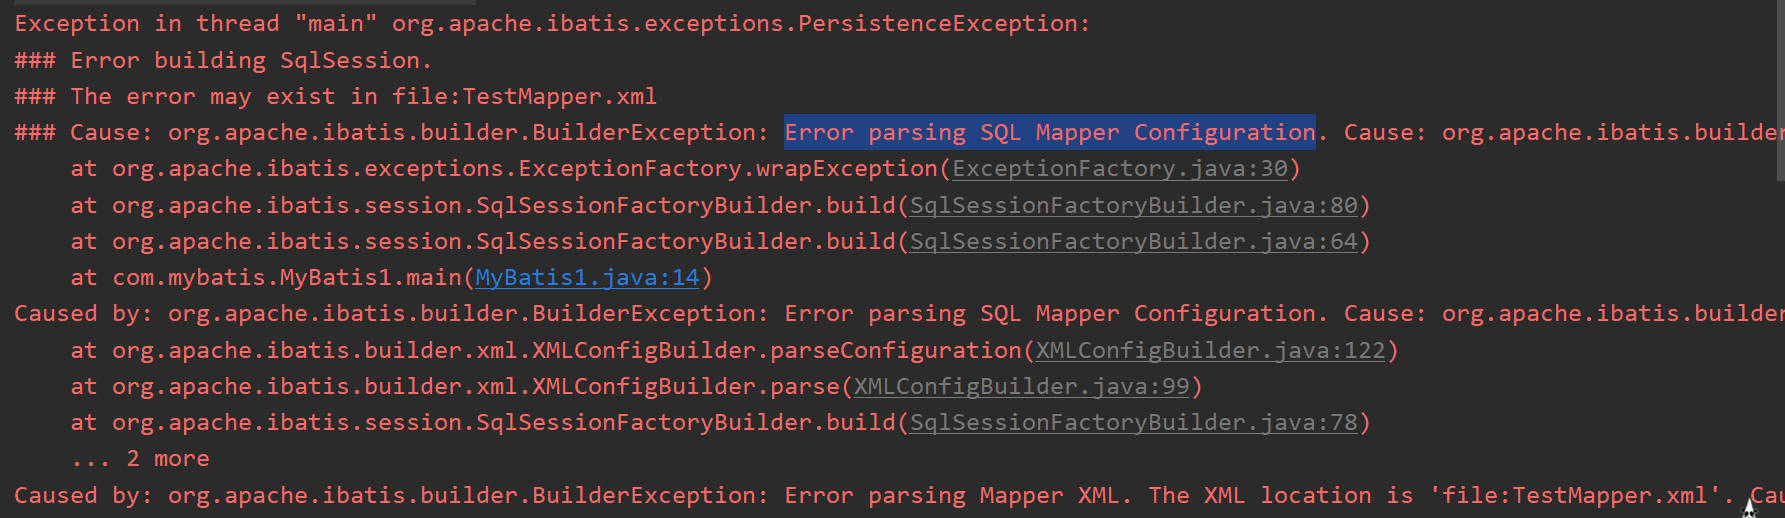 Exception in thread "main" org.apache.ibatis.exceptions.PersistenceException:
### Error building SqlSession.
### The error may exist in file:TestMapper.xml
### Cause: org.apache.ibatis.builder.BuilderException: Error parsing SQL Mapper Configuration. Cause: org.apache.ibatis.builder
at org.apache.ibatis.exceptions.ExceptionFactory.wrapException(ExceptionFactory.java:30)
at org.apache.ibatis.session.SqlSessionFactoryBuilder.build(SqlSessionFactoryBuilder.java:80)
at org.apache.ibatis.session.SqlSessionFactoryBuilder.build(SqlSessionFactoryBuilder.java:64)
at com.mybatis.MyBatis1.main(MyBatis1.java:14)
Caused by: org.apache.ibatis.builder.BuilderException: Error parsing SQL Mapper Configuration. Cause: org.apache.ibatis.builder
at org.apache.ibatis.builder.xml.XMLConfigBuilder.parseConfiguration(XMLConfigBuilder.java:122)
at org.apache.ibatis.builder.xml.XMLConfigBuilder.parse(XMLConfigBuilder.java:99)
at org.apache.ibatis.session.SqlSessionFactoryBuilder.build(SqlSessionFactoryBuilder.java:78)
... 2 more
Caused by: org.apache.ibatis.builder.BuilderException: Error parsing Mapper XML. The XML location is 'file:TestMapper.xml'. Cau